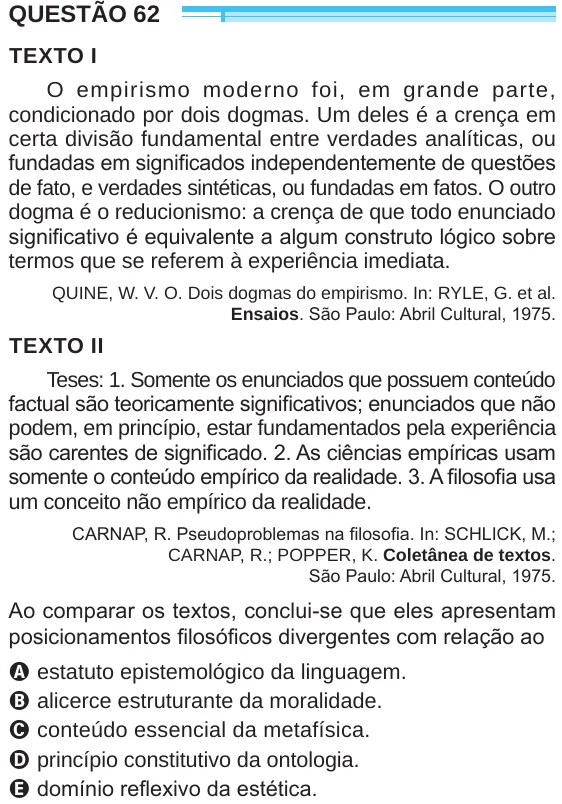 QUESTÃO 62
TEXTO I
O empirismo moderno foi, em grande parte,
condicionado por dois dogmas. Um deles é a crença em
certa divisão fundamental entre verdades analíticas, ou
fundadas em significados independentemente de questões
de fato, e verdades sintéticas, ou fundadas em fatos. O outro
dogma é o reducionismo: a crença de que todo enunciado
significativo é equivalente a algum construto lógico sobre
termos que se referem à experiência imediata.
QUINE, W. V. O. Dois dogmas do empirismo. In: RYLE, G. et al.
Ensaios. São Paulo: Abril Cultural, 1975.
TEXTO II
Teses: 1. Somente os enunciados que possuem conteúdo
factual são teoricamente significativos; enunciados que não
podem, em princípio, estar fundamentados pela experiência
são carentes de significado. 2. As ciências empíricas usam
somente o conteúdo empírico da realidade. 3. A filosofia usa
um conceito não empírico da realidade.
CARNAP, R. Pseudoproblemas na filosofia. In: SCHLICK, M.;
CARNAP, R.; POPPER, K. Coletânea de textos.
São Paulo: Abril Cultural, 1975.
Ao comparar os textos, conclui-se que eles apresentam
posicionamentos filosóficos divergentes com relação ao
A estatuto epistemológico da linguagem.
B alicerce estruturante da moralidade.
C conteúdo essencial da metafísica.
D princípio constitutivo da ontologia.
E domínio reflexivo da estética.